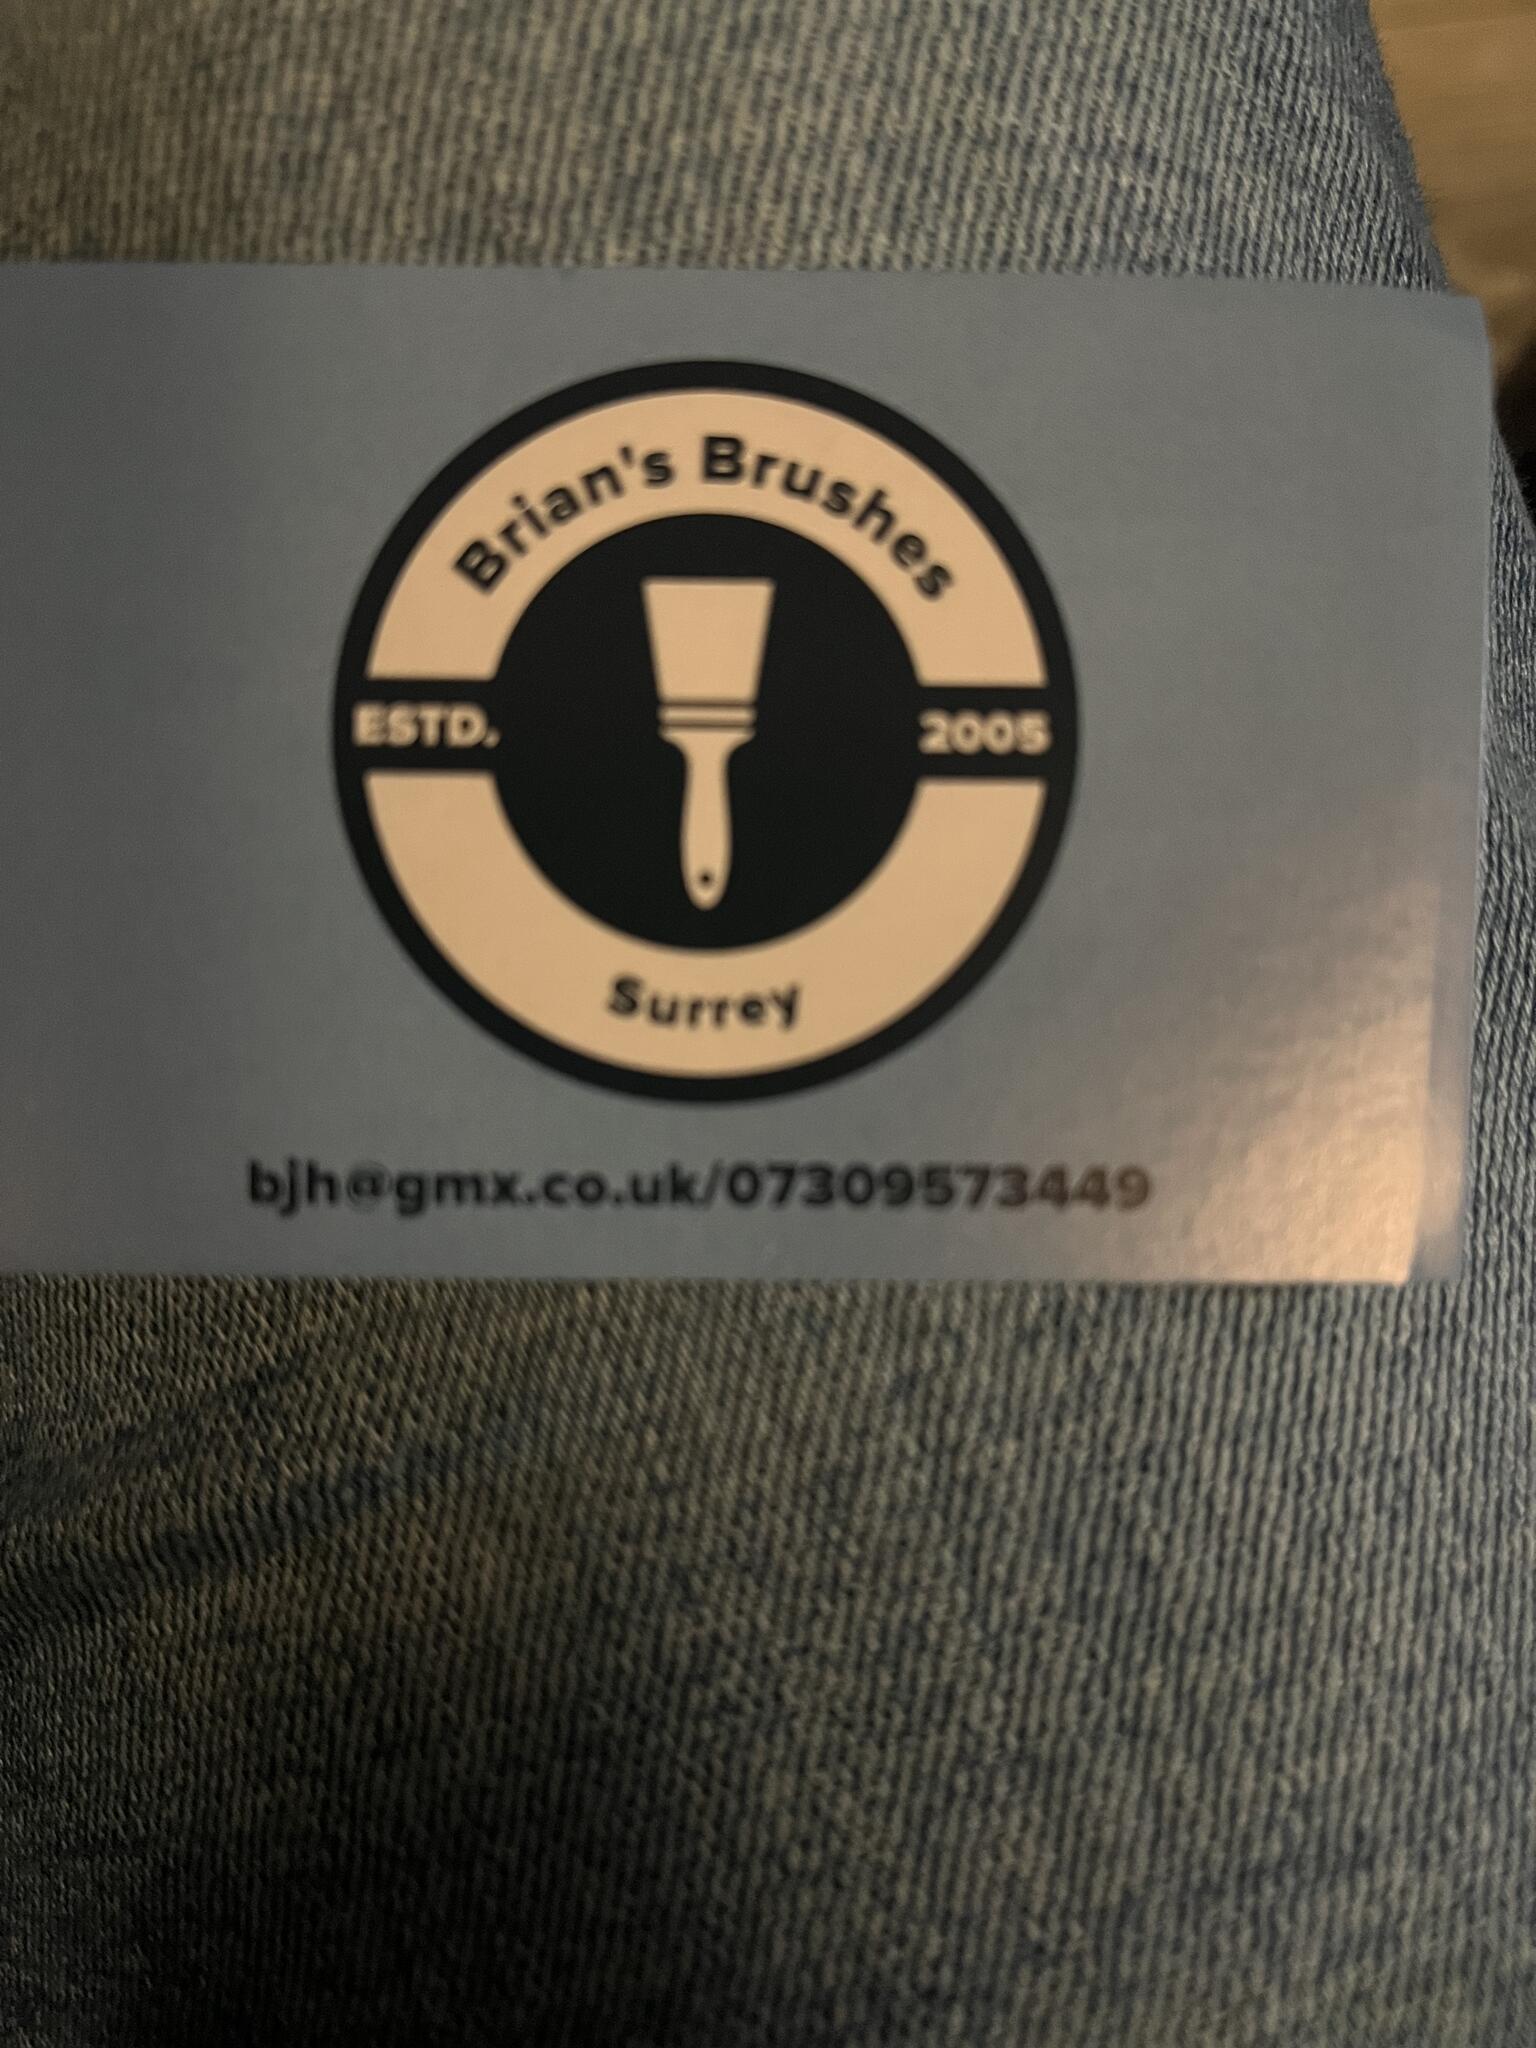 Brian's Brushes
ESTD. 2005
Surrey
bjh@gmx.co.uk/07309573449